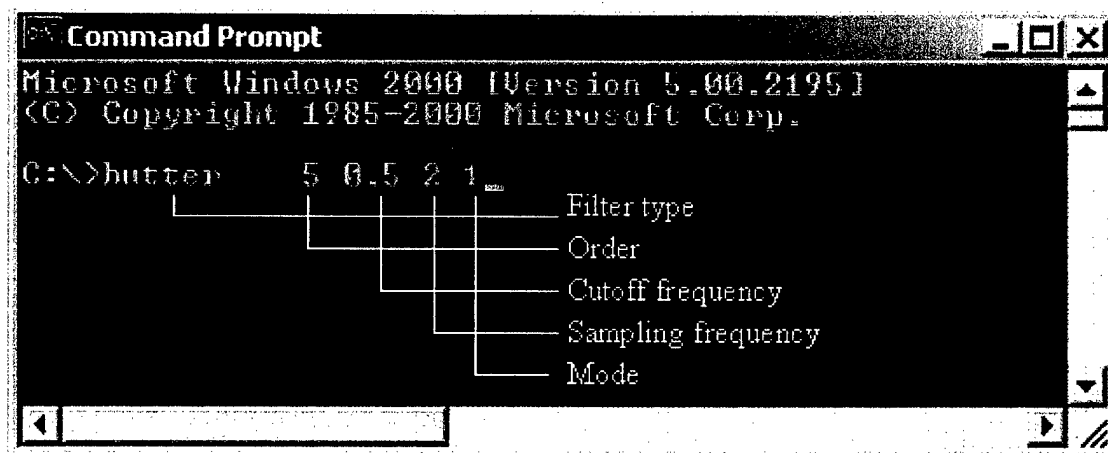 Command Prompt
Microsoft Windows 2000 [Version 5.00.2195]
(C) Copyright 1985-2000 Microsoft Corp.
C:\>butter 5 0.5 2 1_
Filter type
Order
Cutoff frequency
Sampling frequency
Mode